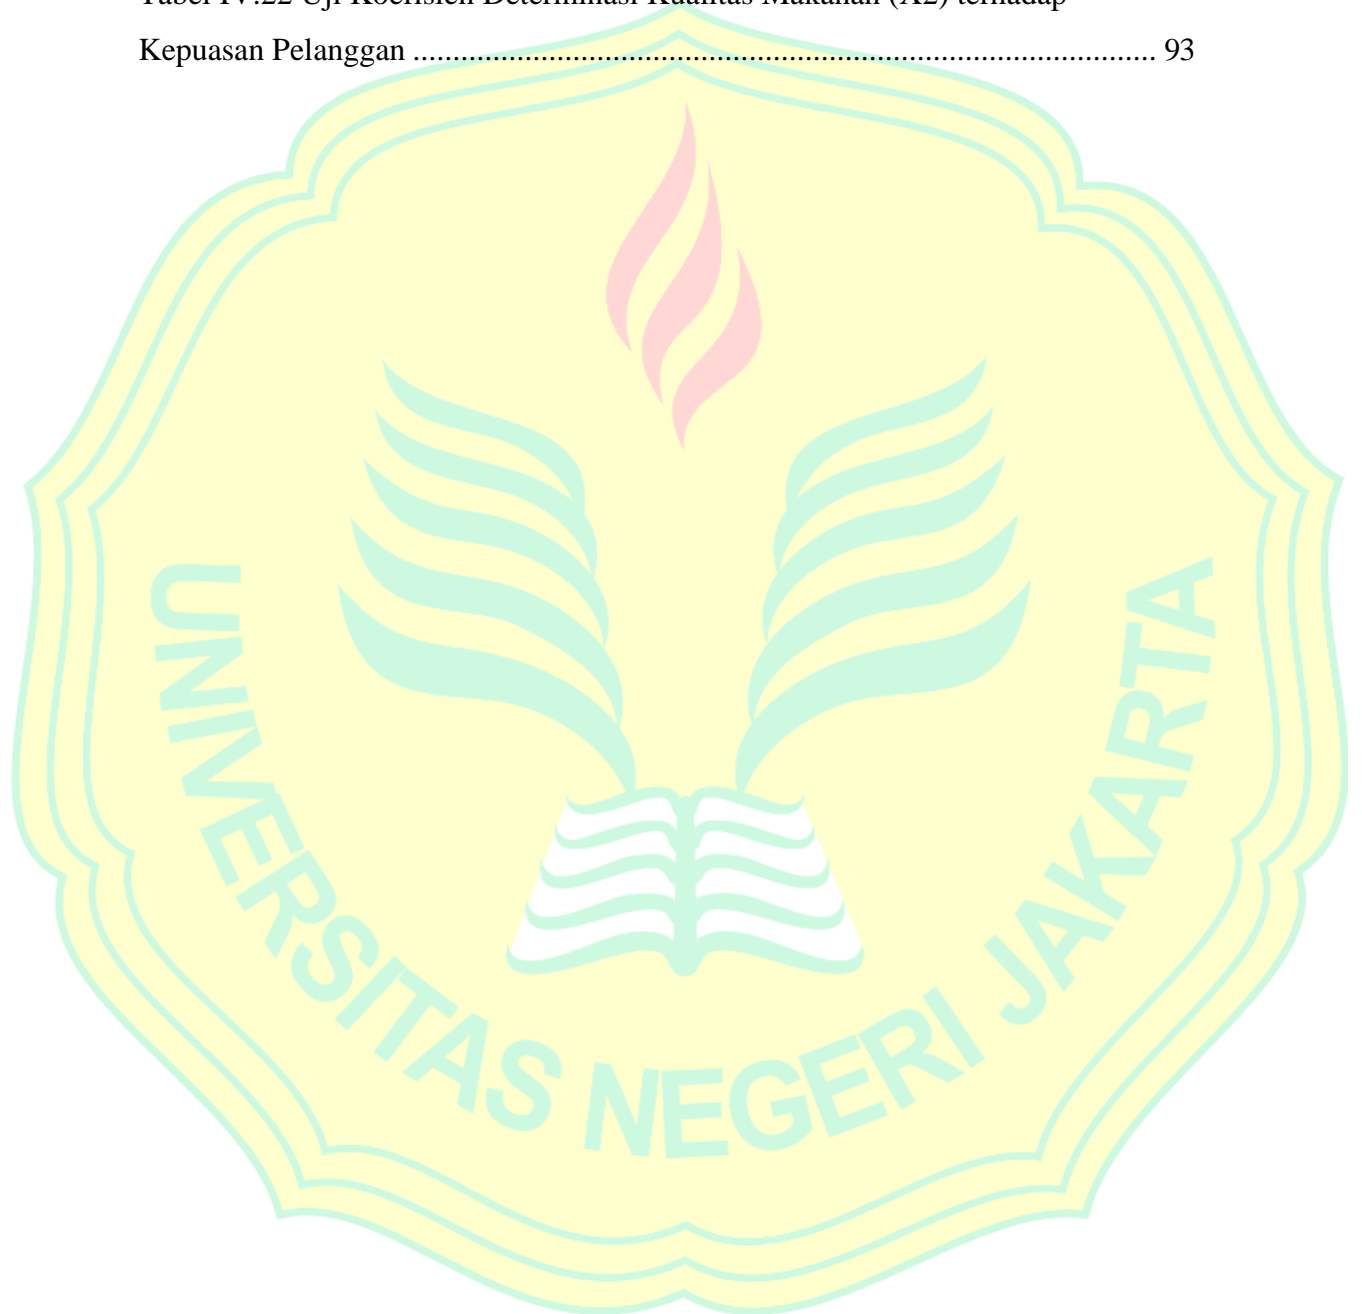 Tabel IV.22 Uji Koefisien Determinasi Kualitas Makanan (X2) terhadap
Kepuasan Pelanggan ............................................................................................. 93
UNIVERSITAS NEGERI JAKARTA